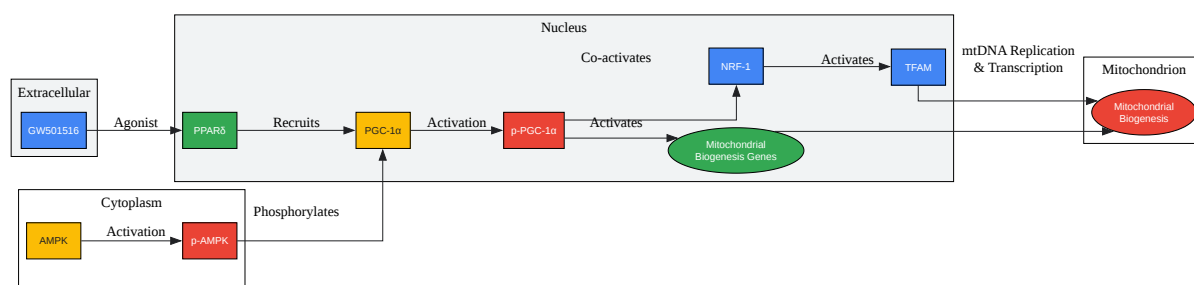 Nucleus
Co-activates
NRF-1
Activates
TFAM
mtDNA Replication
& Transcription
Mitochondrion
Mitochondrial
Biogenesis
Extracellular
GW501516
Agonist
PPARδ
Recruits
PGC-1α
Activation
p-PGC-1α
Activates
Mitochondrial
Biogenesis Genes
Cytoplasm
Phosphorylates
AMPK
Activation
p-AMPK